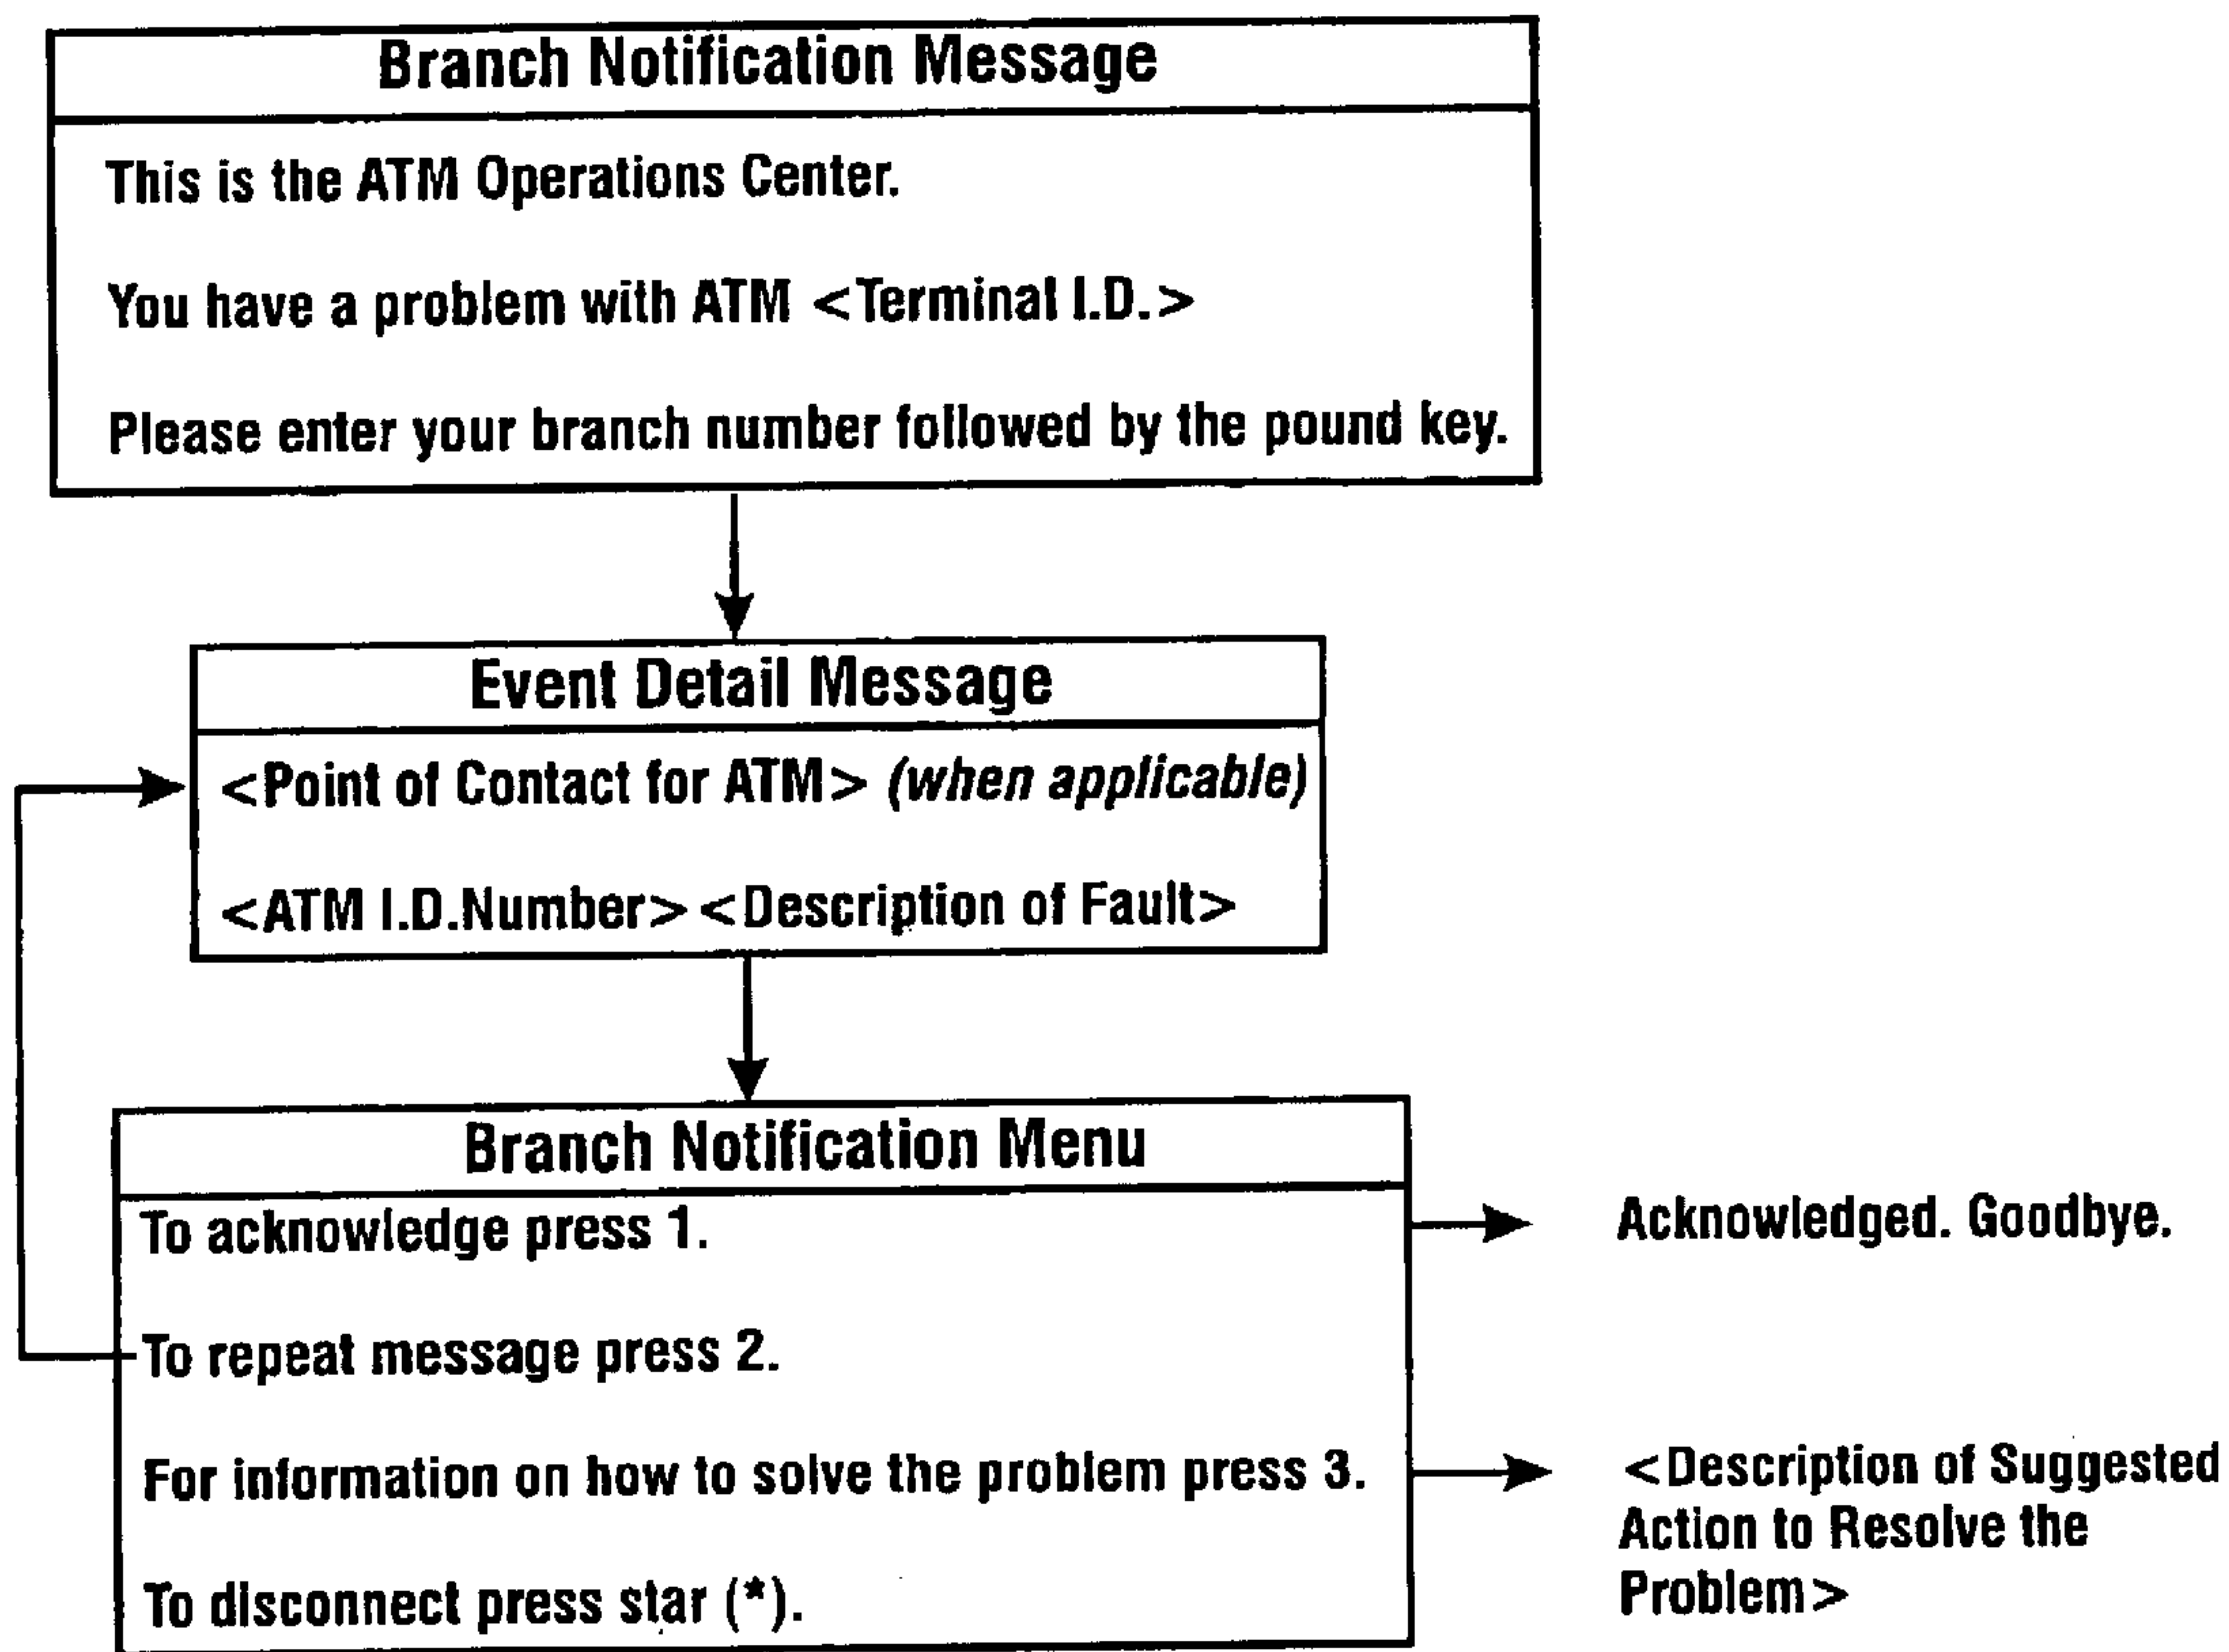 Branch Notification Message
This is the ATM Operations Center.
You have a problem with ATM <Terminal I.D.>
Please enter your branch number followed by the pound key.
Event Detail Message
<Point of Contact for ATM> (when applicable)
<ATM I.D.Number> <Description of Fault>
Branch Notification Menu
To acknowledge press 1.
Acknowledged. Goodbye.
To repeat message press 2.
For information on how to solve the problem press 3.
<Description of Suggested
Action to Resolve the
Problem>
To disconnect press star (*).